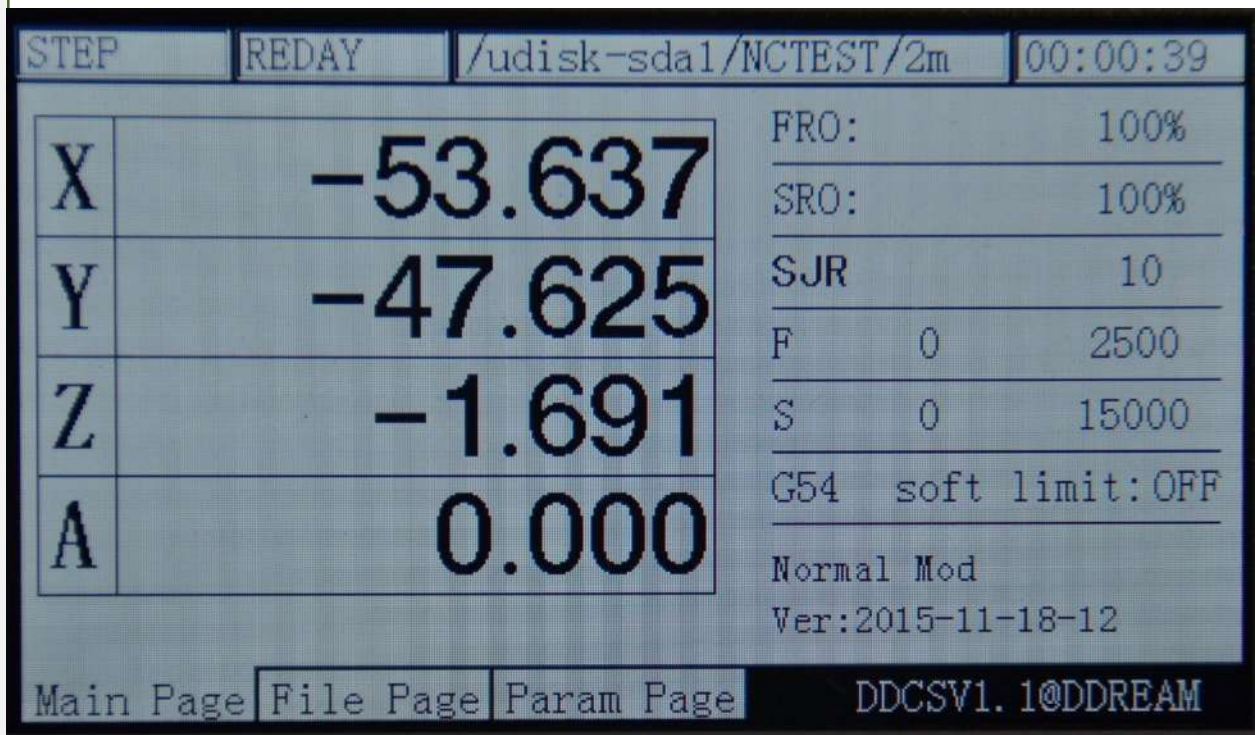 STEP REDAY /udisk-sda1/NCTEST/2m 00:00:39
X -53.637
Y -47.625
Z -1.691
A 0.000
FRO: 100%
SRO: 100%
SJR 10
F 0 2500
S 0 15000
G54 soft limit:OFF
Normal Mod
Ver:2015-11-18-12
Main Page File Page Param Page DDCSV1.1@DDREAM